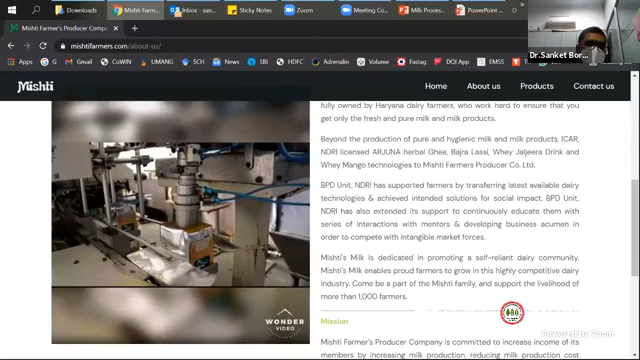 Downloads
Mishti Farm
Inbox - san
Sticky Notes
Zoom
Meeting Co
Milk Proces
PowerPoint
Mishti Farmer's Producer Compa
mishtifarmers.com/about-us/
Apps
Gmail
CoWIN
UMANG
SBI
HDFC
Maps
YouTube
Vouno
Fastag
DQI App
ESTM
Dr.Sanket Bor...
Mishti
Home
About us
Products
Contact us
fully owned by Haryana dairy farmers, who work hard to ensure that you
get only the fresh and pure milk and milk products.
Beyond the production of pure and hygienic milk and milk products, ICAR,
NDRI licensed ARJUNA herbal Ghee, Bajra Lassi, Whey Jaljeera Drink and
Whey Mango technologies to Mishti Farmers Producer Co. Ltd.
BPD Unit, NDRI has supported farmers by transferring latest available dairy
technologies & achieved intended solutions for social impact. BPD Unit,
NDRI has also extended its support to continuously educate them with
series of interactions with mentors & developing business acumen in
order to compete with intangible market forces.
Mishti's Milk is dedicated in promoting a self-reliant dairy community.
Mishti's Milk enables proud farmers to grow in this highly competitive dairy
industry. Come be a part of the Mishti family, and support the livelihood of
more than 1,000 farmers.
WONDER
VIDEO
Mission
Powered by Zoom
Mishti Farmer's Producer Company is committed to increase income of its
members by increasing milk production, reducing milk production cost